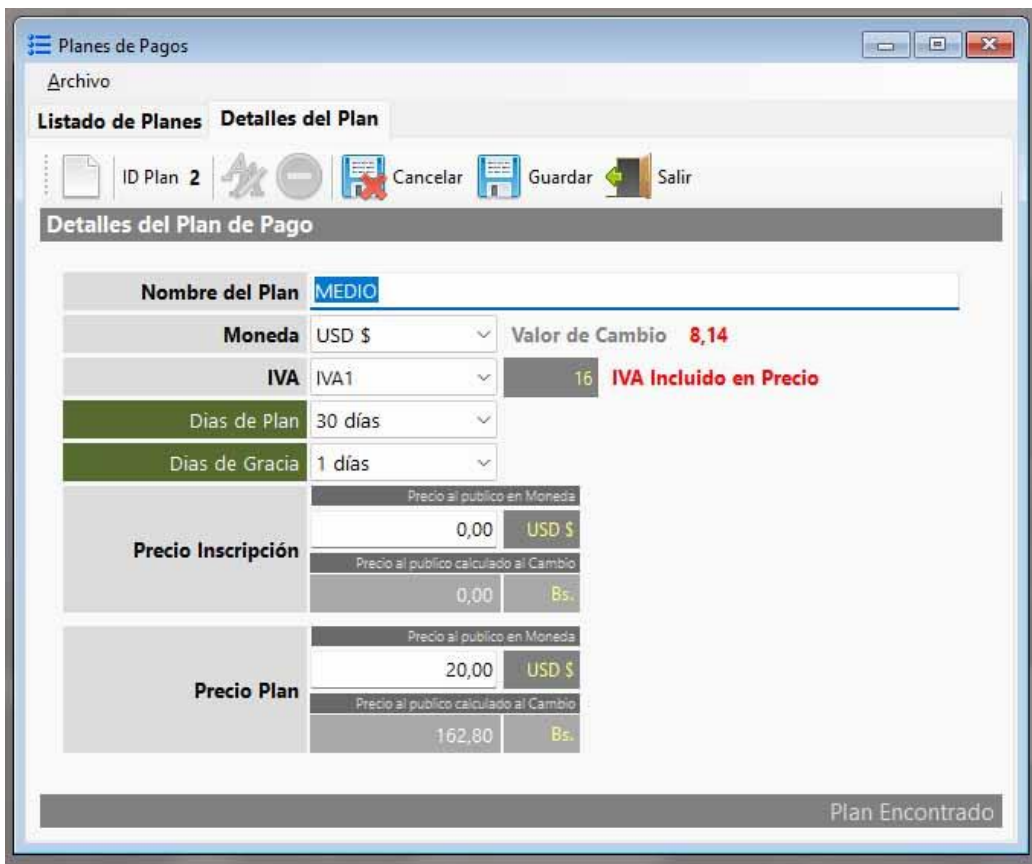 Planes de Pagos
Archivo
Listado de Planes Detalles del Plan
ID Plan 2 Cancelar Guardar Salir
Detalles del Plan de Pago
Nombre del Plan MEDIO
Moneda USD $ Valor de Cambio 8,14
IVA IVA1 16 IVA Incluido en Precio
Dias de Plan 30 días
Dias de Gracia 1 días
Precio al publico en Moneda
0,00 USD $
Precio Inscripción
Precio al publico calculado al Cambio
0,00 Bs.
Precio al publico en Moneda
20,00 USD $
Precio Plan
Precio al publico calculado al Cambio
162,80 Bs.
Plan Encontrado